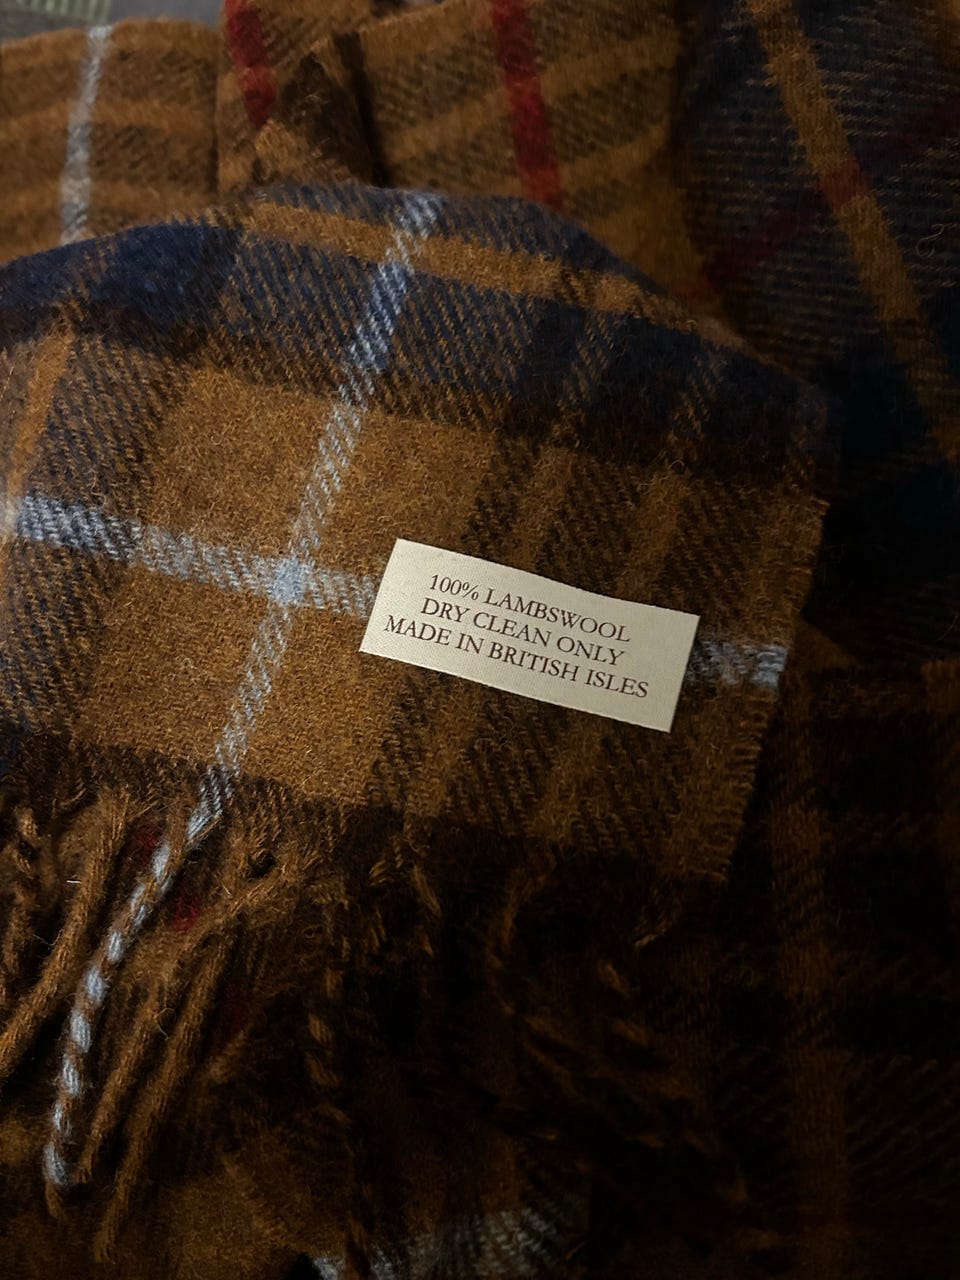 100% LAMBSWOOL
DRY CLEAN ONLY
MADE IN BRITISH ISLES